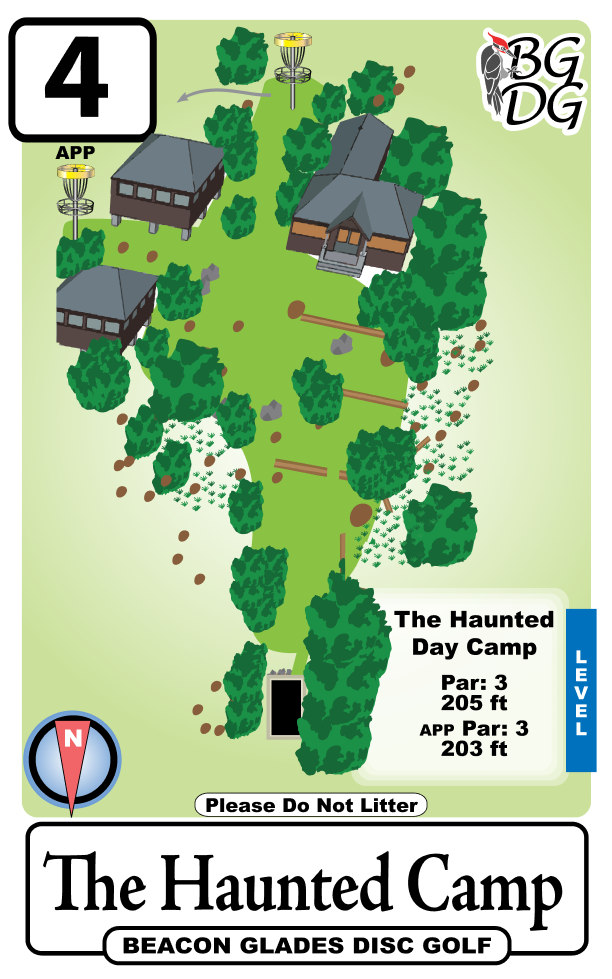 4
BG
DG
APP
The Haunted
Day Camp
Par: 3
205 ft
APP Par: 3
203 ft
LEVEL
N
Please Do Not Litter
The Haunted Camp
BEACON GLADES DISC GOLF